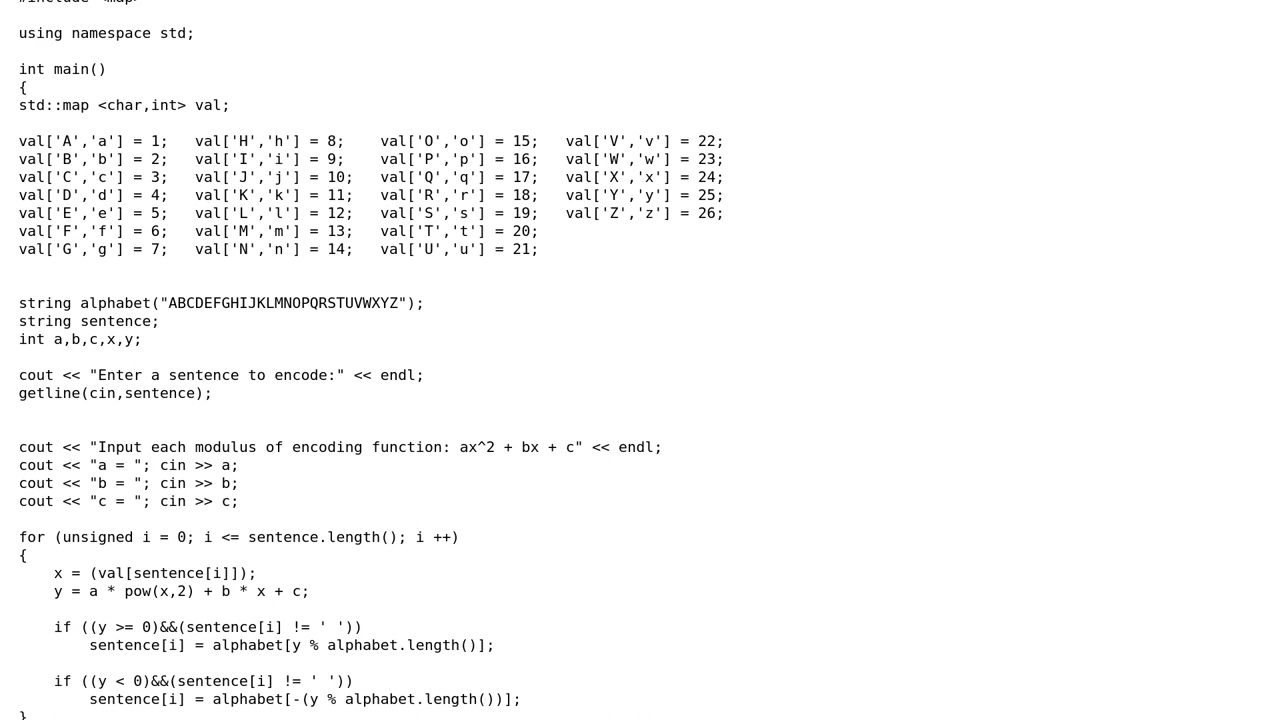 #include <map>
using namespace std;
int main()
{
std::map <char,int> val;
val['A','a'] = 1;   val['H','h'] = 8;    val['O','o'] = 15;   val['V','v'] = 22;
val['B','b'] = 2;   val['I','i'] = 9;    val['P','p'] = 16;   val['W','w'] = 23;
val['C','c'] = 3;   val['J','j'] = 10;   val['Q','q'] = 17;   val['X','x'] = 24;
val['D','d'] = 4;   val['K','k'] = 11;   val['R','r'] = 18;   val['Y','y'] = 25;
val['E','e'] = 5;   val['L','l'] = 12;   val['S','s'] = 19;   val['Z','z'] = 26;
val['F','f'] = 6;   val['M','m'] = 13;   val['T','t'] = 20;
val['G','g'] = 7;   val['N','n'] = 14;   val['U','u'] = 21;
string alphabet("ABCDEFGHIJKLMNOPQRSTUVWXYZ");
string sentence;
int a,b,c,x,y;
cout << "Enter a sentence to encode:" << endl;
getline(cin,sentence);
cout << "Input each modulus of encoding function: ax^2 + bx + c" << endl;
cout << "a = "; cin >> a;
cout << "b = "; cin >> b;
cout << "c = "; cin >> c;
for (unsigned i = 0; i <= sentence.length(); i ++)
{
    x = (val[sentence[i]]);
    y = a * pow(x,2) + b * x + c;
    if ((y >= 0)&&(sentence[i] != ' '))
        sentence[i] = alphabet[y % alphabet.length()];
    if ((y < 0)&&(sentence[i] != ' '))
        sentence[i] = alphabet[-(y % alphabet.length())];
}